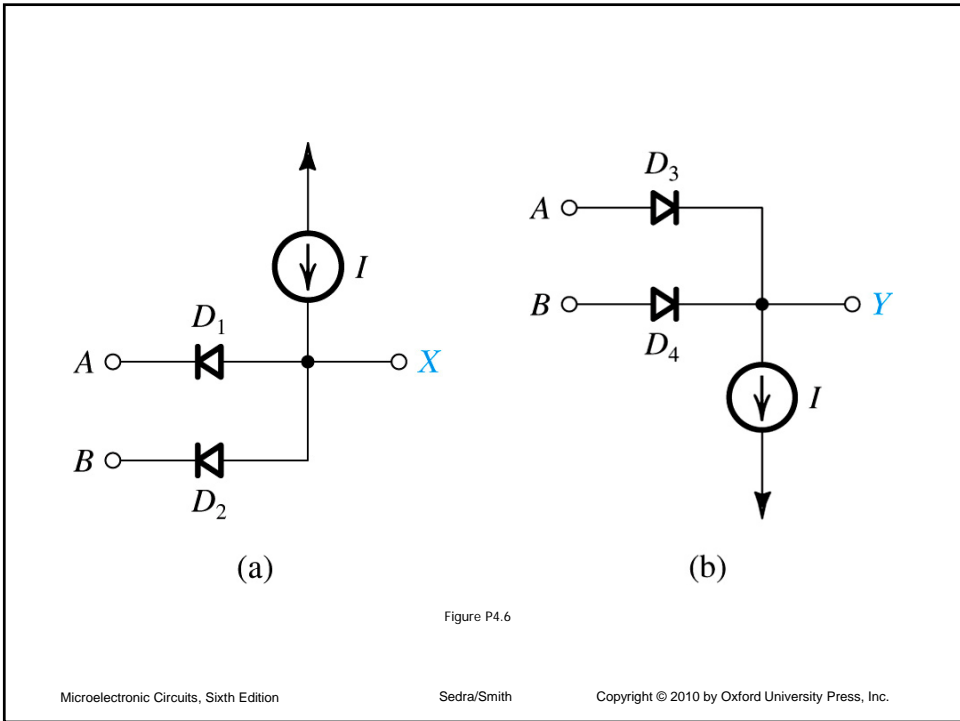 I
D1
A
X
B
D2
(a)
D3
A
B
Y
D4
I
(b)
Figure P4.6
Microelectronic Circuits, Sixth Edition Sedra/Smith Copyright © 2010 by Oxford University Press, Inc.